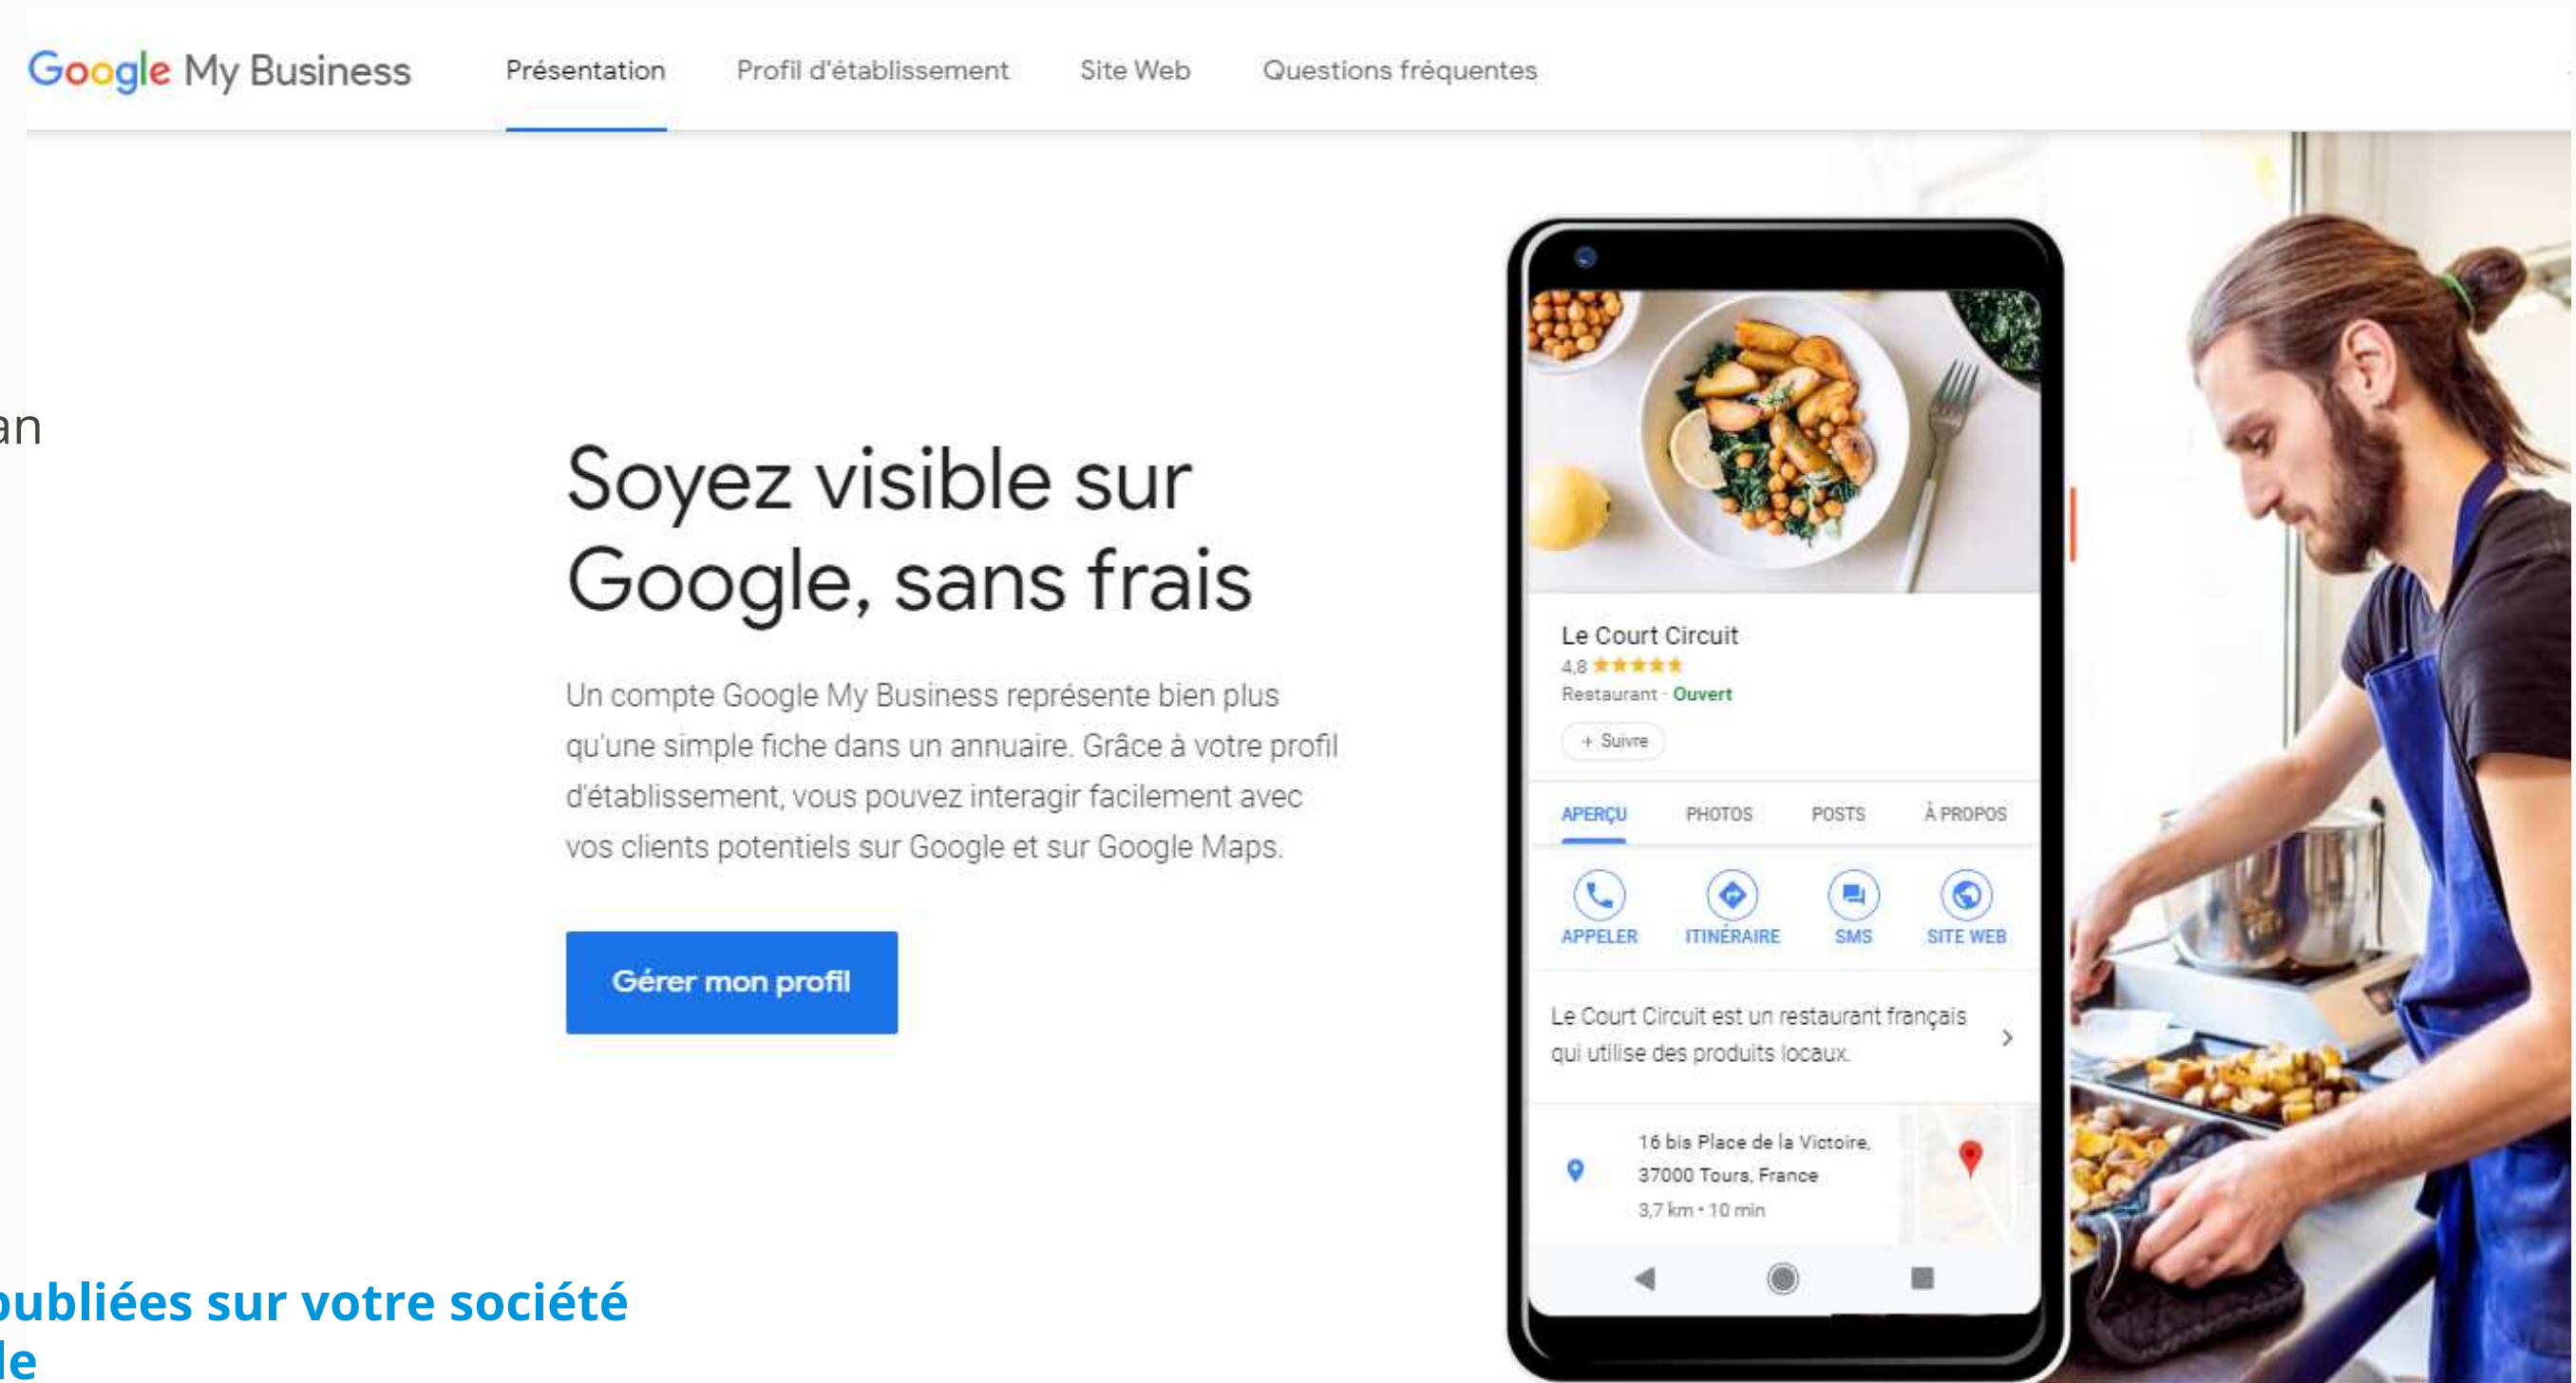 Google My Business
Présentation
Profil d'établissement
Site Web
Questions fréquentes
an
Soyez visible sur
Google, sans frais
Un compte Google My Business représente bien plus
qu'une simple fiche dans un annuaire. Grâce à votre profil
d'établissement, vous pouvez interagir facilement avec
vos clients potentiels sur Google et sur Google Maps.
Gérer mon profil
Le Court Circuit
4,8
Restaurant · Ouvert
+ Suivre
APERÇU PHOTOS POSTS À PROPOS
APPELER ITINÉRAIRE SMS SITE WEB
Le Court Circuit est un restaurant français
qui utilise des produits locaux.
16 bis Place de la Victoire,
37000 Tours, France
3,7 km • 10 min
publiées sur votre société